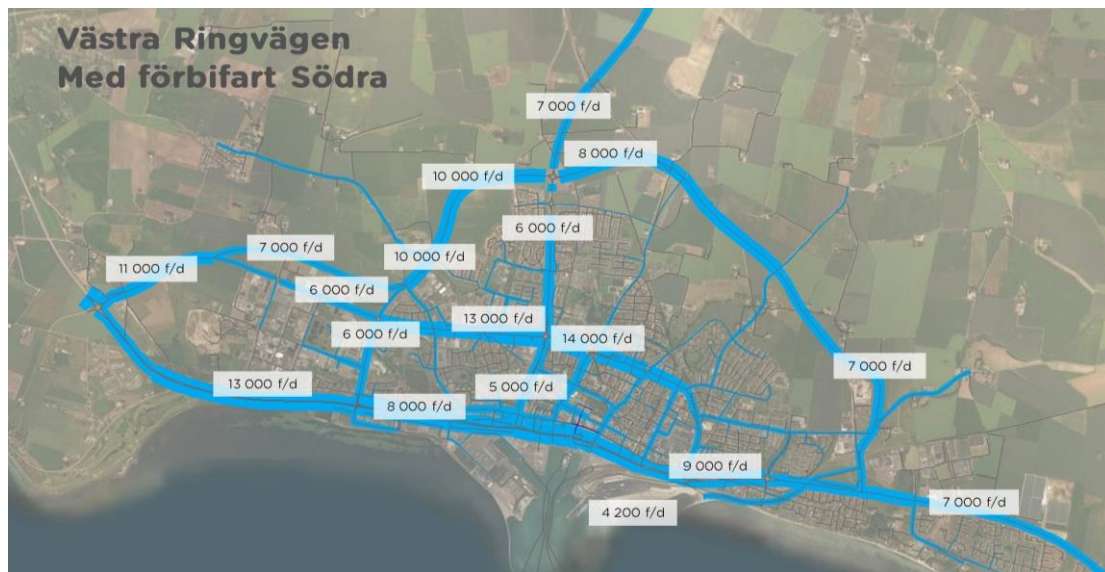 Västra Ringvägen
Med förbifart Södra
7 000 f/d
8 000 f/d
10 000 f/d
6 000 f/d
7 000 f/d
10 000 f/d
11 000 f/d
6 000 f/d
13 000 f/d
6 000 f/d
14 000 f/d
7 000 f/d
13 000 f/d
5 000 f/d
8 000 f/d
9 000 f/d
7 000 f/d
4 200 f/d